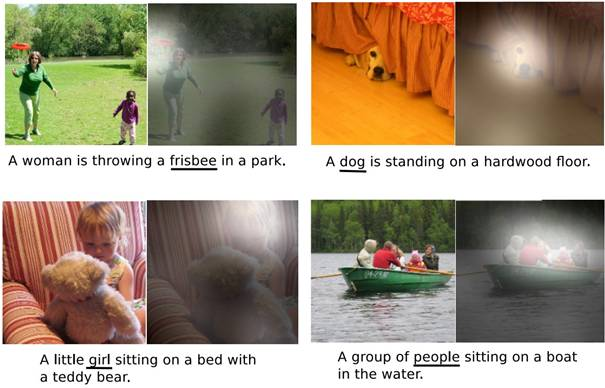 A woman is throwing a frisbee in a park.
A dog is standing on a hardwood floor.
A little girl sitting on a bed with
a teddy bear.
A group of people sitting on a boat
in the water.